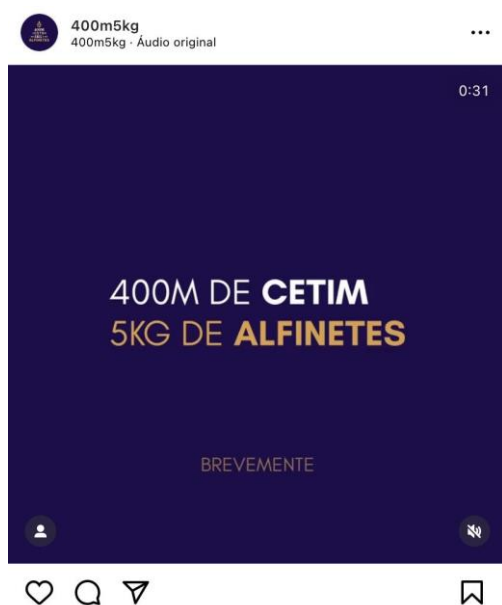 400m5kg
400m5kg · Áudio original
0:31
400M DE CETIM
5KG DE ALFINETES
BREVEMENTE